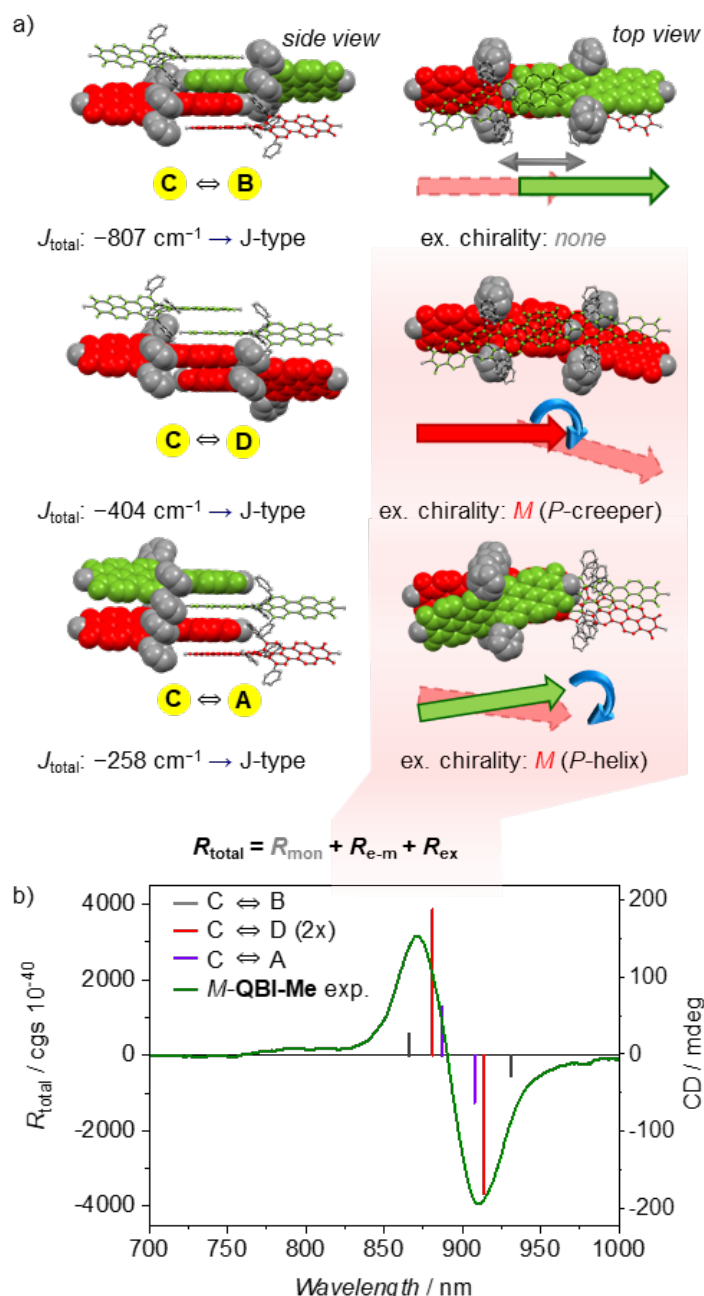 a)
side view
top view
C ⇔ B
J_total: −807 cm⁻¹ → J-type
ex. chirality: none
C ⇔ D
J_total: −404 cm⁻¹ → J-type
ex. chirality: M (P-creeper)
C ⇔ A
J_total: −258 cm⁻¹ → J-type
ex. chirality: M (P-helix)
R_total = R_mon + R_e-m + R_ex
b)
4000
2000
0
-2000
-4000
R_total / cgs 10⁻⁴⁰
C ⇔ B
C ⇔ D (2x)
C ⇔ A
M-QBI-Me exp.
200
100
0
-100
-200
CD / mdeg
700 750 800 850 900 950 1000
Wavelength / nm